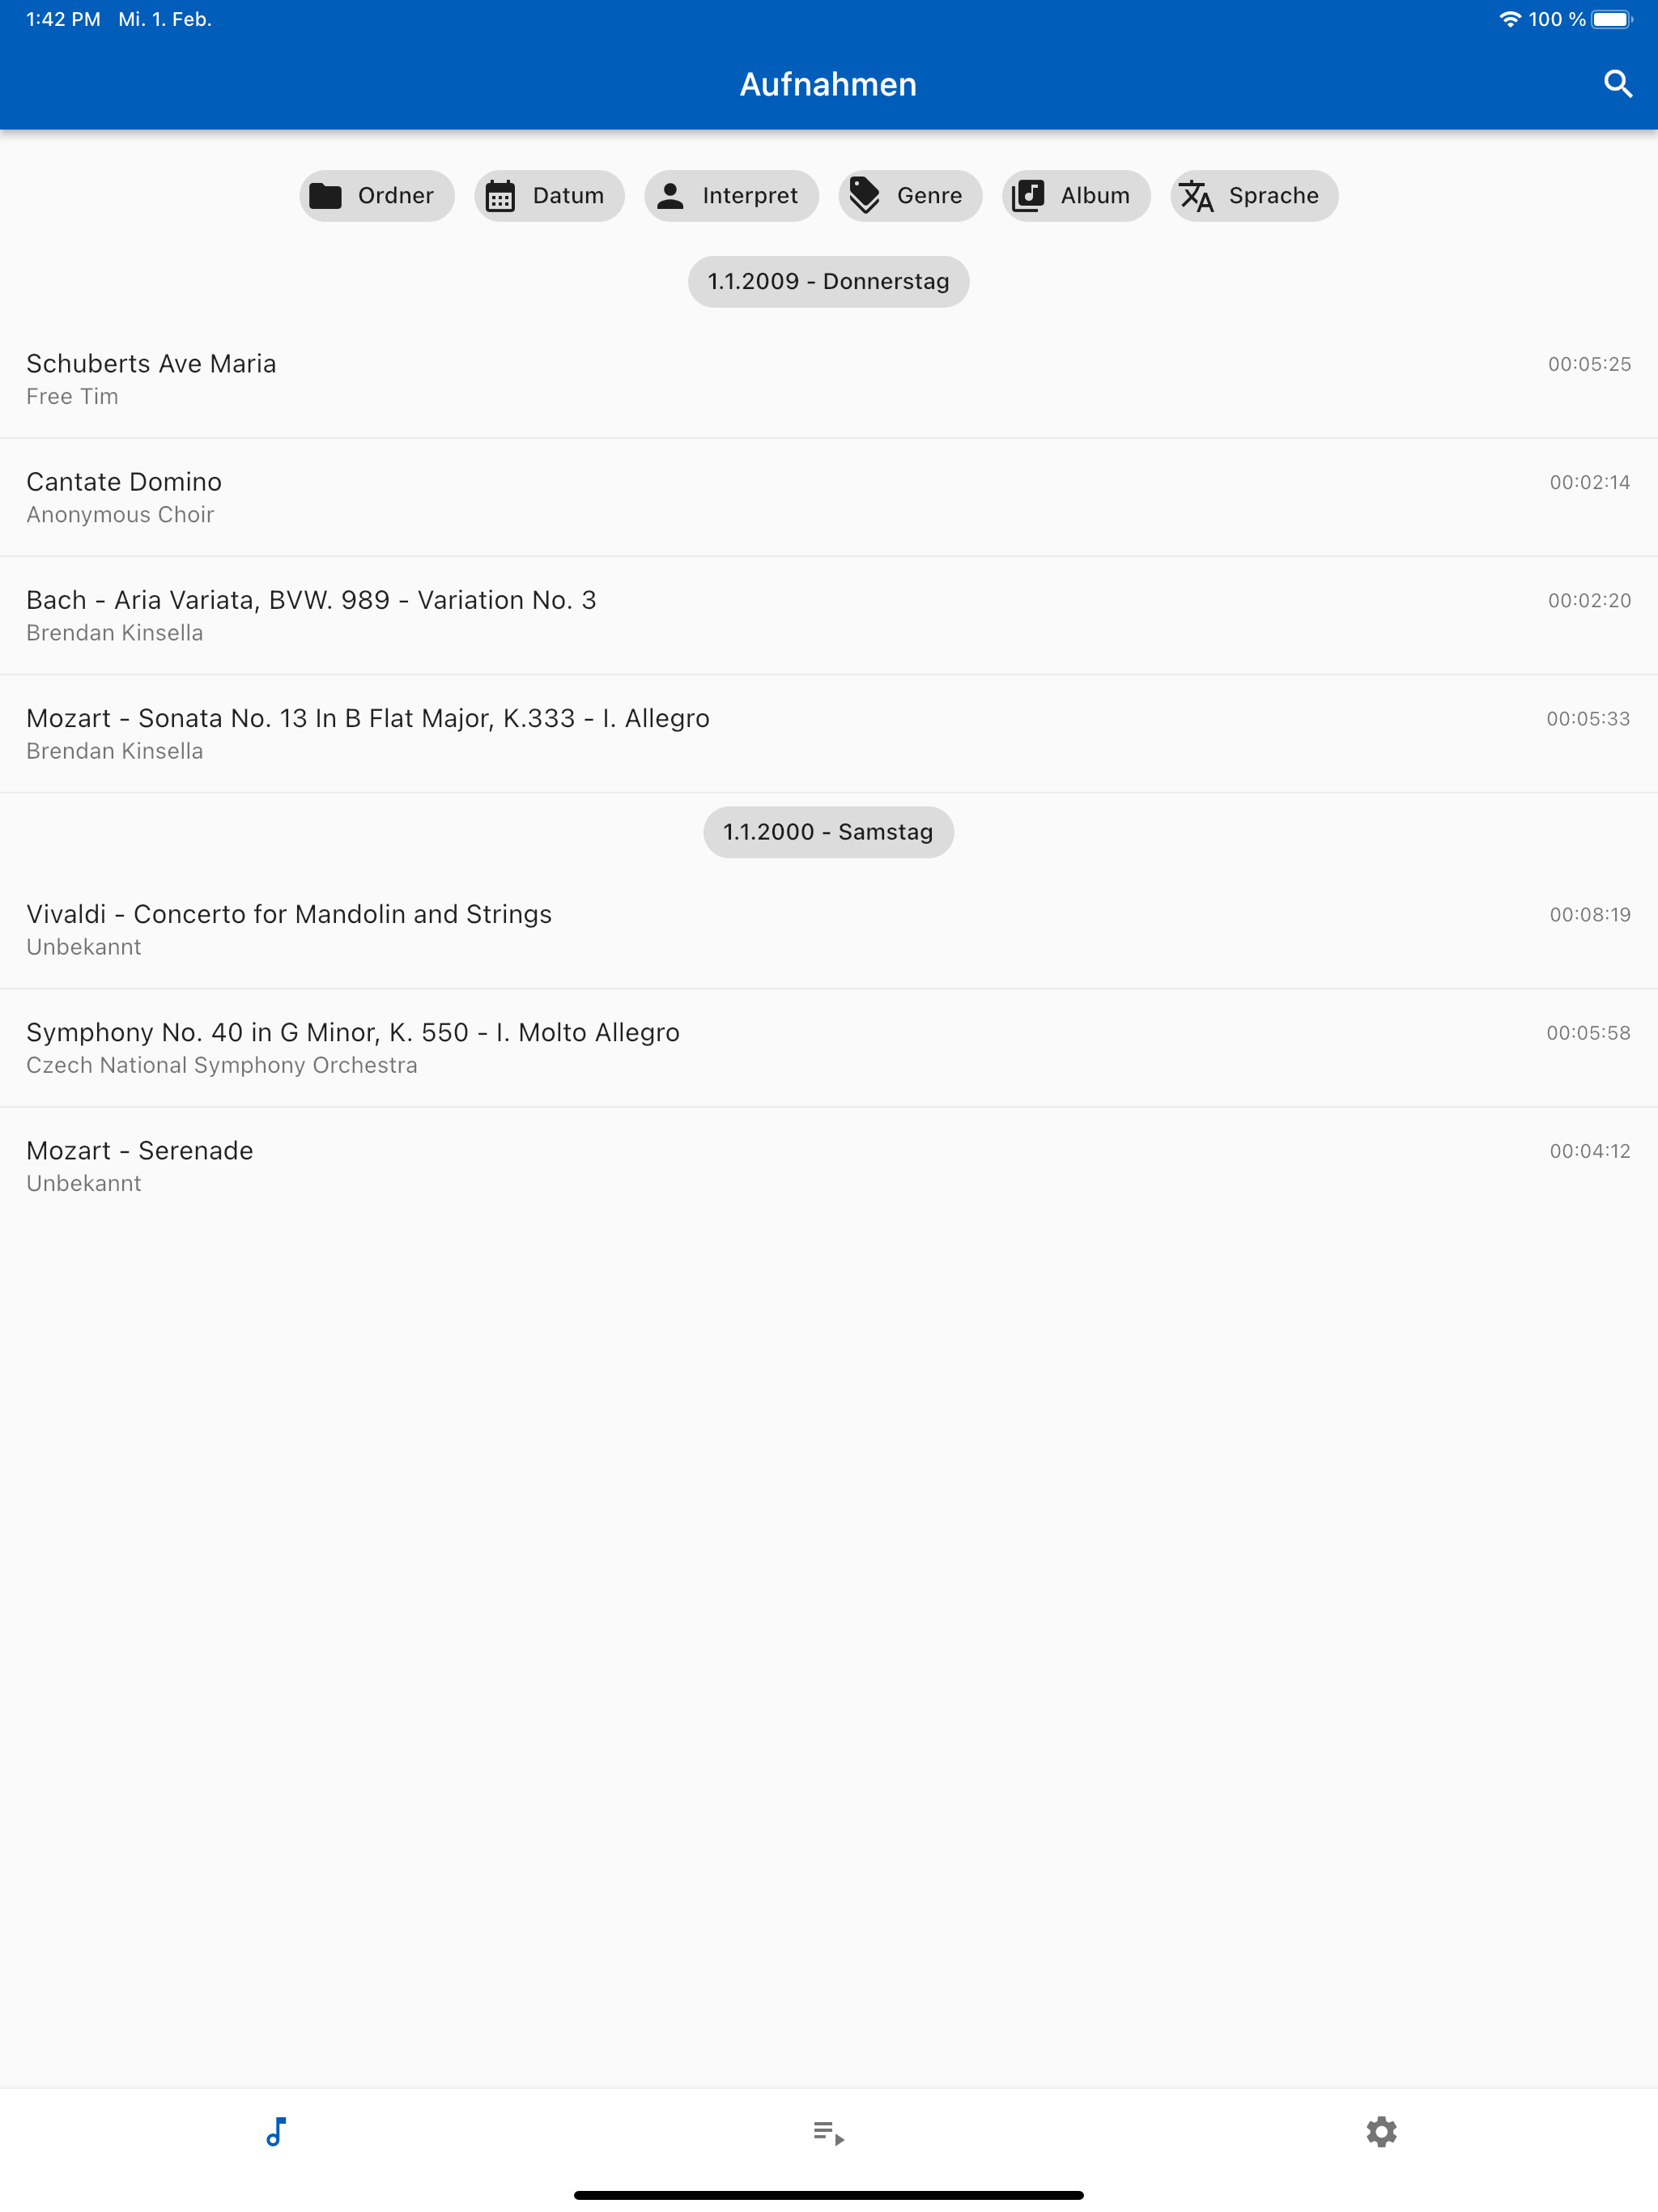 1:42 PM Mi. 1. Feb.
100 %
Aufnahmen
Ordner Datum Interpret Genre Album Sprache
1.1.2009 - Donnerstag
Schuberts Ave Maria 00:05:25
Free Tim
Cantate Domino 00:02:14
Anonymous Choir
Bach - Aria Variata, BVW. 989 - Variation No. 3 00:02:20
Brendan Kinsella
Mozart - Sonata No. 13 In B Flat Major, K.333 - I. Allegro 00:05:33
Brendan Kinsella
1.1.2000 - Samstag
Vivaldi - Concerto for Mandolin and Strings 00:08:19
Unbekannt
Symphony No. 40 in G Minor, K. 550 - I. Molto Allegro 00:05:58
Czech National Symphony Orchestra
Mozart - Serenade 00:04:12
Unbekannt